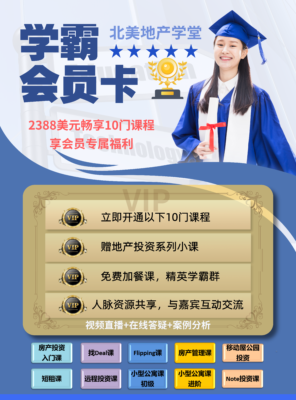 学霸
会员卡
北美地产学堂
2388美元畅享10门课程
享会员专属福利
VIP
VIP 立即开通以下10门课程
VIP 赠地产投资系列小课
VIP 免费加餐课，精英学霸群
VIP 人脉资源共享，与嘉宾互动交流
视频直播+在线答疑+案例分析
房产投资
入门课
找Deal课
Flipping课
房产管理课
移动屋公园
投资
短租课
远程投资课
小型公寓课
初级
小型公寓课
进阶
Note投资课